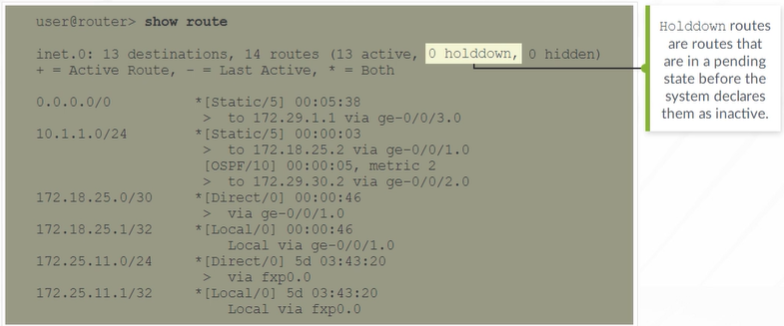 user@router> show route
inet.0: 13 destinations, 14 routes (13 active, 0 holddown, 0 hidden)
+ = Active Route, - = Last Active, * = Both
0.0.0.0/0 *[Static/5] 00:05:38
> to 172.29.1.1 via ge-0/0/3.0
10.1.1.0/24 *[Static/5] 00:00:03
> to 172.18.25.2 via ge-0/0/1.0
[OSPF/10] 00:00:05, metric 2
> to 172.29.30.2 via ge-0/0/2.0
172.18.25.0/30 *[Direct/0] 00:00:46
> via ge-0/0/1.0
172.18.25.1/32 *[Local/0] 00:00:46
Local via ge-0/0/1.0
172.25.11.0/24 *[Direct/0] 5d 03:43:20
> via fxp0.0
172.25.11.1/32 *[Local/0] 5d 03:43:20
Local via fxp0.0
Holddown routes
are routes that
are in a pending
state before the
system declares
them as inactive.